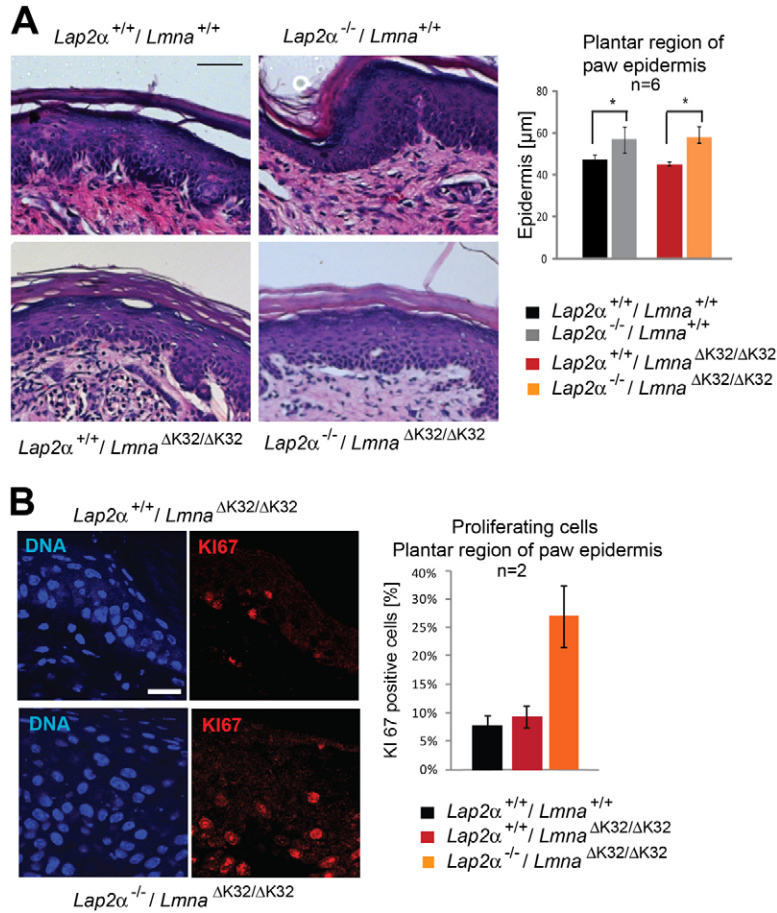 A
Lap2α+/+/ Lmna+/+
Lap2α-/-/ Lmna+/+
Plantar region of
paw epidermis
n=6
*
*
Epidermis [µm]
80
60
40
20
0
Lap2α+/+/ Lmna+/+
Lap2α-/-/ Lmna+/+
Lap2α+/+/ LmnaΔK32/ΔK32
Lap2α-/-/ LmnaΔK32/ΔK32
Lap2α+/+/ LmnaΔK32/ΔK32
Lap2α-/-/ LmnaΔK32/ΔK32
B
Lap2α+/+/ LmnaΔK32/ΔK32
DNA
KI67
DNA
KI67
Lap2α-/-/ LmnaΔK32/ΔK32
Proliferating cells
Plantar region of paw epidermis
n=2
KI 67 positive cells [%]
40%
35%
30%
25%
20%
15%
10%
5%
0%
Lap2α+/+/ Lmna+/+
Lap2α+/+/ LmnaΔK32/ΔK32
Lap2α-/-/ LmnaΔK32/ΔK32